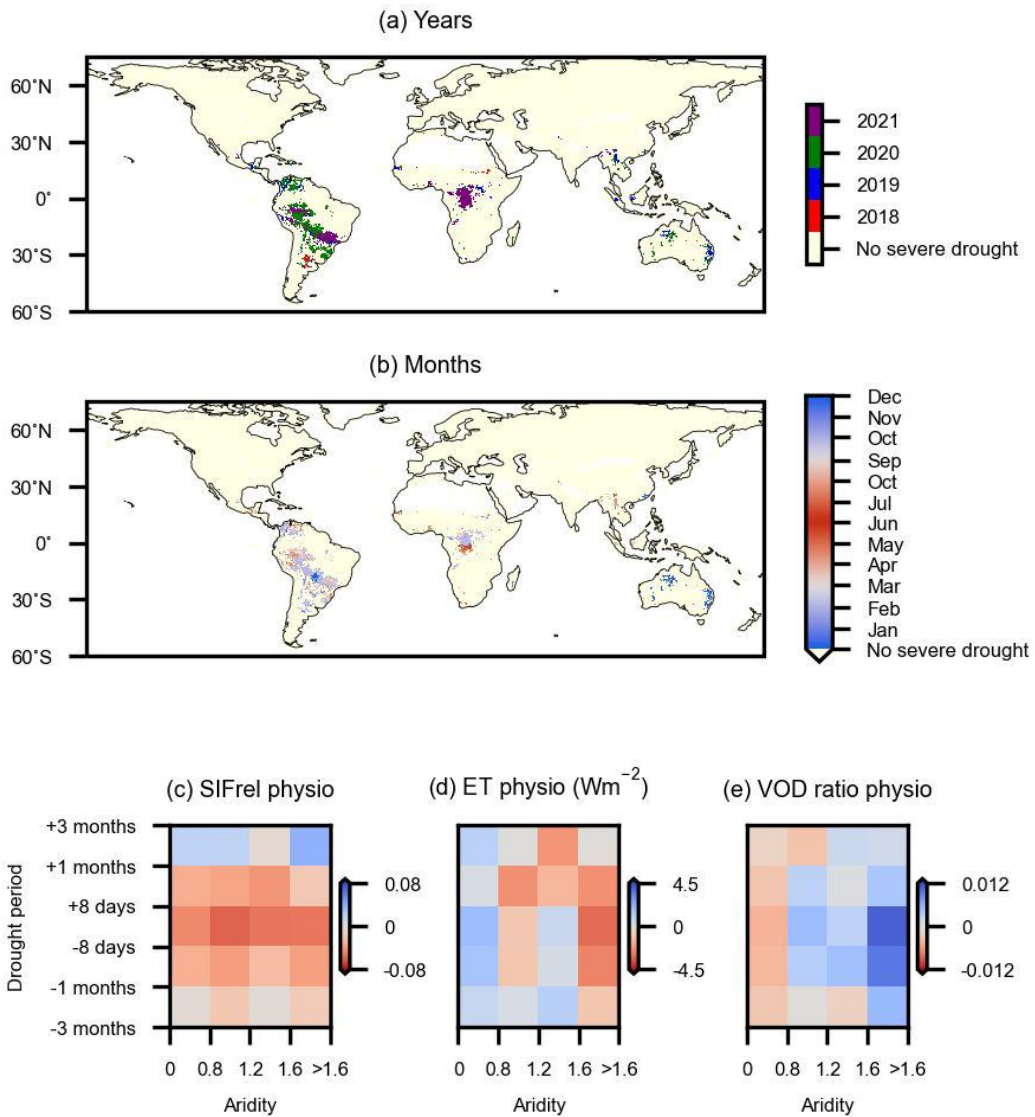 (a) Years
60°N
30°N
0°
30°S
60°S
2021
2020
2019
2018
No severe drought
(b) Months
60°N
30°N
0°
30°S
60°S
Dec
Nov
Oct
Sep
Oct
Jul
Jun
May
Apr
Mar
Feb
Jan
No severe drought
(c) SIFrel physio
(d) ET physio (Wm⁻²)
(e) VOD ratio physio
Drought period
+3 months
+1 months
+8 days
-8 days
-1 months
-3 months
0.08
0
-0.08
4.5
0
-4.5
0.012
0
-0.012
0 0.8 1.2 1.6 >1.6
0 0.8 1.2 1.6 >1.6
0 0.8 1.2 1.6 >1.6
Aridity
Aridity
Aridity